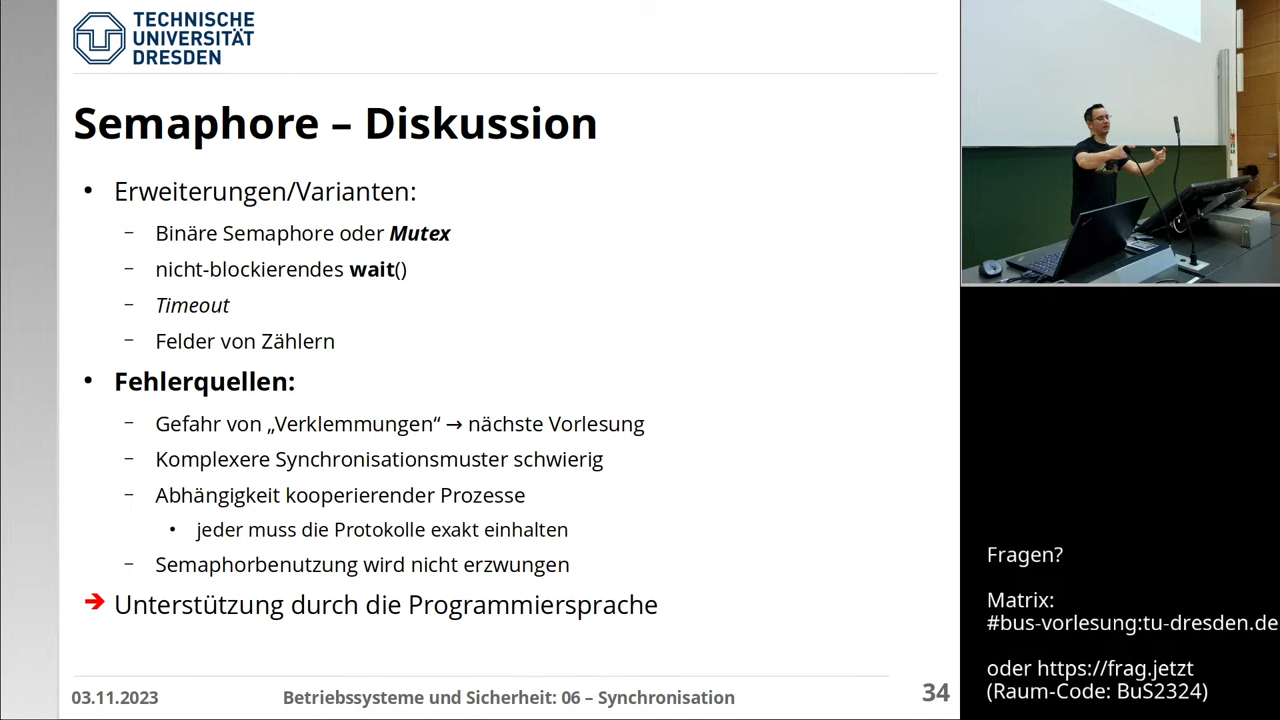 TECHNISCHE
UNIVERSITÄT
DRESDEN
Semaphore – Diskussion
• Erweiterungen/Varianten:
– Binäre Semaphore oder Mutex
– nicht-blockierendes wait()
– Timeout
– Felder von Zählern
• Fehlerquellen:
– Gefahr von „Verklemmungen“ → nächste Vorlesung
– Komplexere Synchronisationsmuster schwierig
– Abhängigkeit kooperierender Prozesse
• jeder muss die Protokolle exakt einhalten
– Semaphorbenutzung wird nicht erzwungen
➔ Unterstützung durch die Programmiersprache
03.11.2023 Betriebssysteme und Sicherheit: 06 – Synchronisation 34
Fragen?
Matrix:
#bus-vorlesung:tu-dresden.de
oder https://frag.jetzt
(Raum-Code: BuS2324)